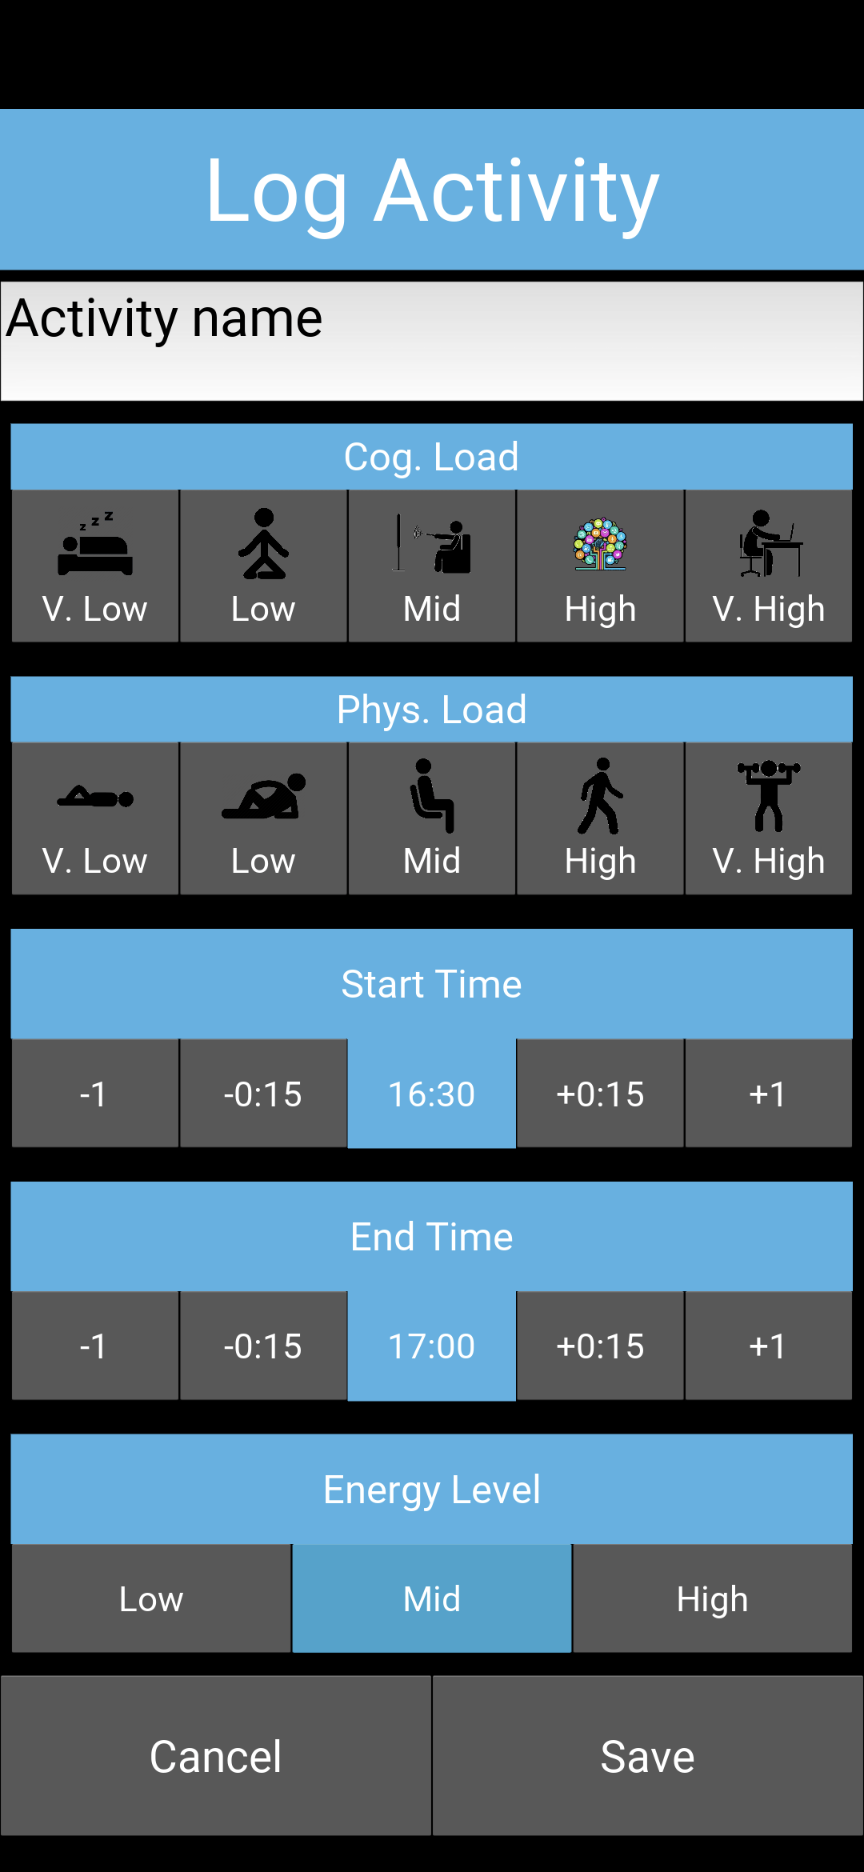 Log Activity
Activity name
Cog. Load
z z z
V. Low Low Mid High V. High
Phys. Load
V. Low Low Mid High V. High
Start Time
-1 -0:15 16:30 +0:15 +1
End Time
-1 -0:15 17:00 +0:15 +1
Energy Level
Low Mid High
Cancel Save